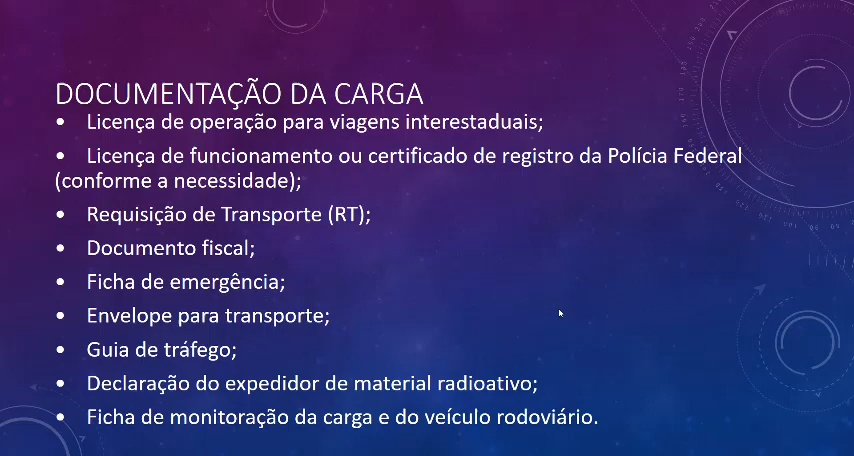 DOCUMENTAÇÃO DA CARGA
• Licença de operação para viagens interestaduais;
• Licença de funcionamento ou certificado de registro da Polícia Federal
(conforme a necessidade);
• Requisição de Transporte (RT);
• Documento fiscal;
• Ficha de emergência;
• Envelope para transporte;
• Guia de tráfego;
• Declaração do expedidor de material radioativo;
• Ficha de monitoração da carga e do veículo rodoviário.